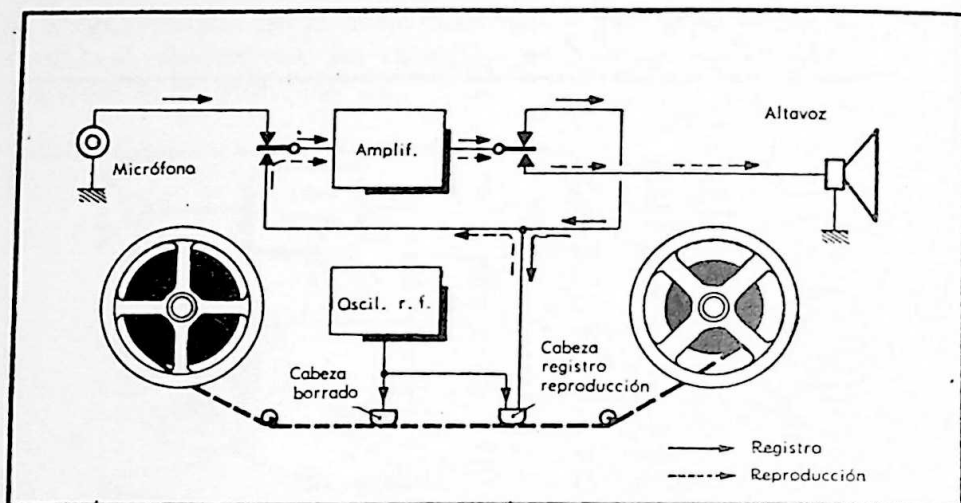 Altavoz
Micrófono
Amplif.
Oscil. r. f.
Cabeza
borrado
Cabeza
registro
reproducción
Registro
Reproducción